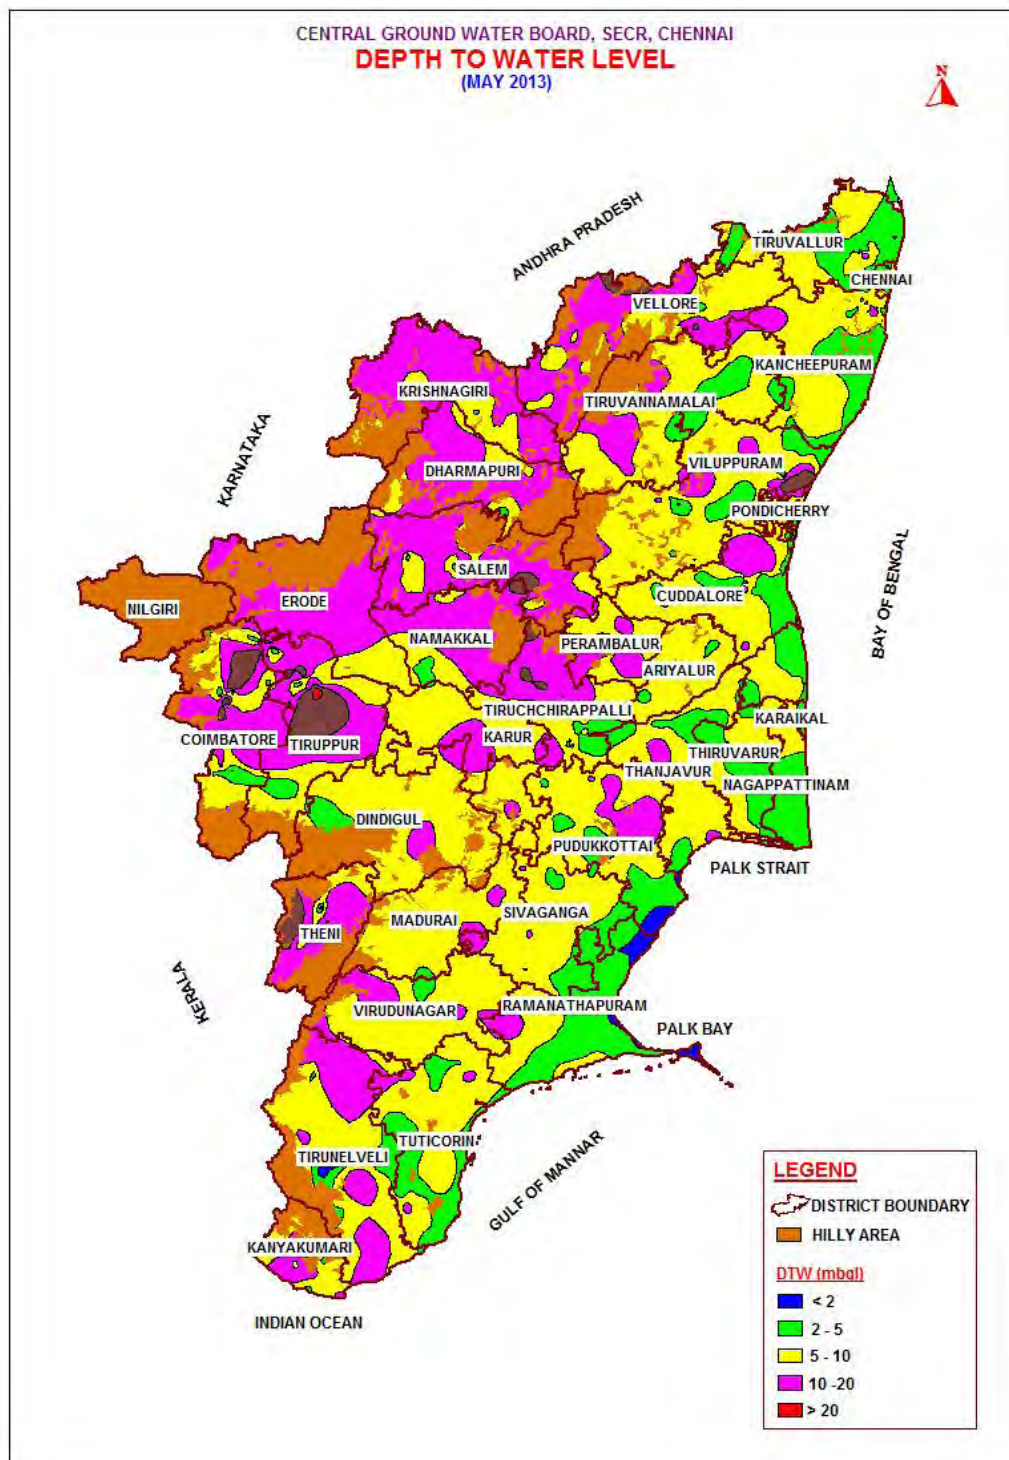 CENTRAL GROUND WATER BOARD, SECR, CHENNAI
DEPTH TO WATER LEVEL
(MAY 2013)
N
ANDHRA PRADESH
TIRUVALLUR
CHENNAI
VELLORE
KANCHEEPURAM
KRISHNAGIRI
TIRUVANNAMALAI
KARNATAKA
DHARMAPURI
VILUPPURAM
PONDICHERRY
SALEM
BAY OF BENGAL
NILGIRI
ERODE
CUDDALORE
NAMAKKAL
PERAMBALUR
ARIYALUR
TIRUCHCHIRAPPALLI
KARAIKAL
COIMBATORE
TIRUPPUR
KARUR
THIRUVARUR
THANJAVUR
NAGAPPATTINAM
DINDIGUL
PUDUKKOTTAI
PALK STRAIT
THENI
MADURAI
SIVAGANGA
KERALA
VIRUDUNAGAR
RAMANATHAPURAM
PALK BAY
TUTICORIN
TIRUNELVELI
GULF OF MANNAR
KANYAKUMARI
INDIAN OCEAN
LEGEND
DISTRICT BOUNDARY
HILLY AREA
DTW (mbgl)
< 2
2 - 5
5 - 10
10 -20
> 20